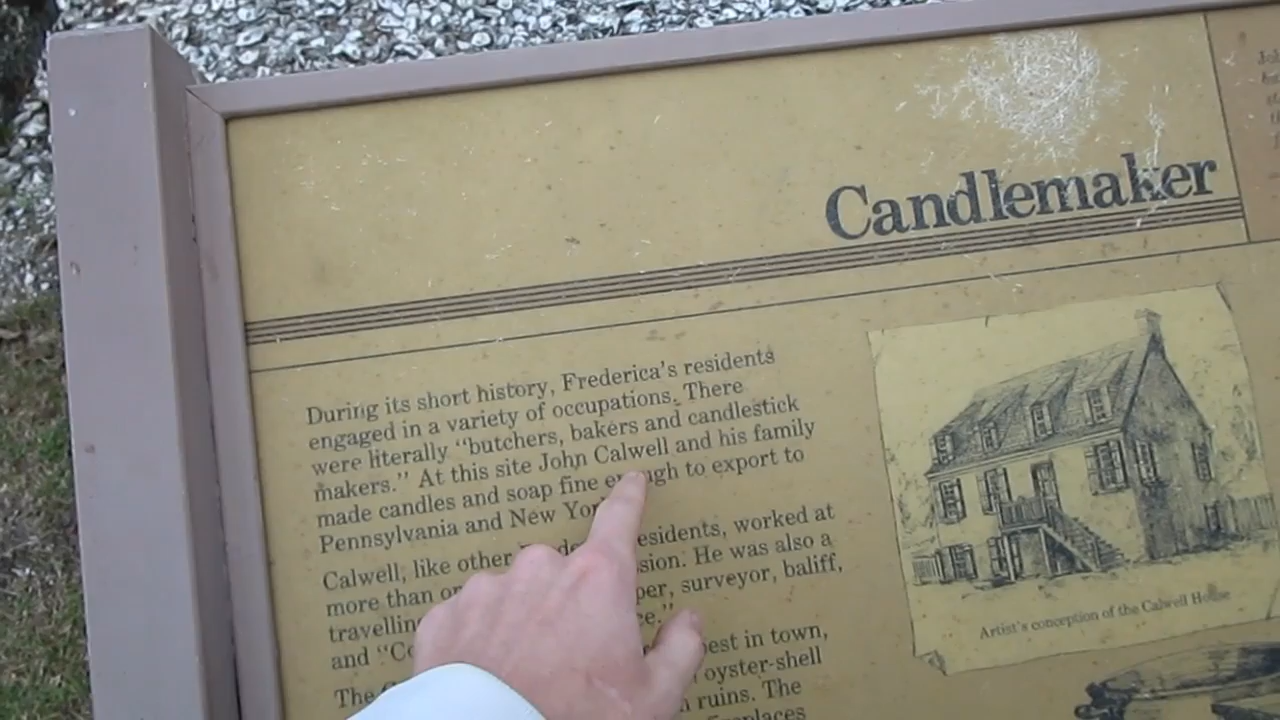 Candlemaker
During its short history, Frederica's residents
engaged in a variety of occupations. There
were literally "butchers, bakers and candlestick
makers." At this site John Calwell and his family
made candles and soap fine enough to export to
Pennsylvania and New
Calwell, like other residents, worked at
more than He was also a
surveyor, baliff,
and
The best in town,
oyster-shell
ruins. The
Artist's conception of the Calwell House